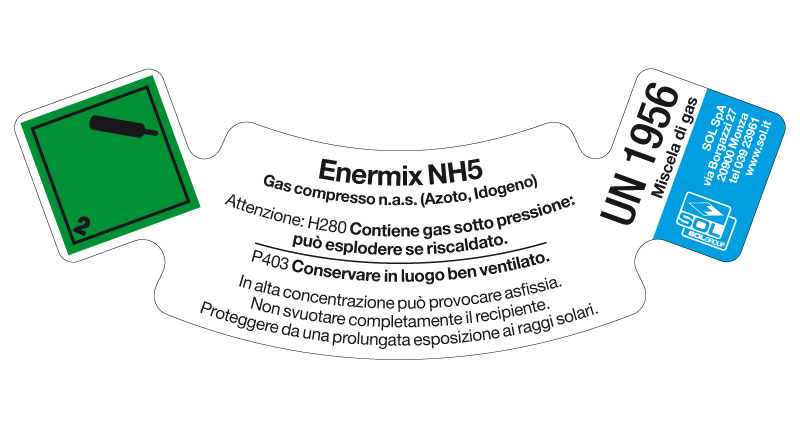 2
Enermix NH5
Gas compresso n.a.s. (Azoto, Idogeno)
Attenzione: H280 Contiene gas sotto pressione:
può esplodere se riscaldato.
P403 Conservare in luogo ben ventilato.
In alta concentrazione può provocare asfissia.
Non svuotare completamente il recipiente.
Proteggere da una prolungata esposizione ai raggi solari.
UN 1956
Miscela di gas
SOL SpA
via Borgazzi 27
20900 Monza
tel 039 23961
www.sol.it
SOL
SOLGROUP